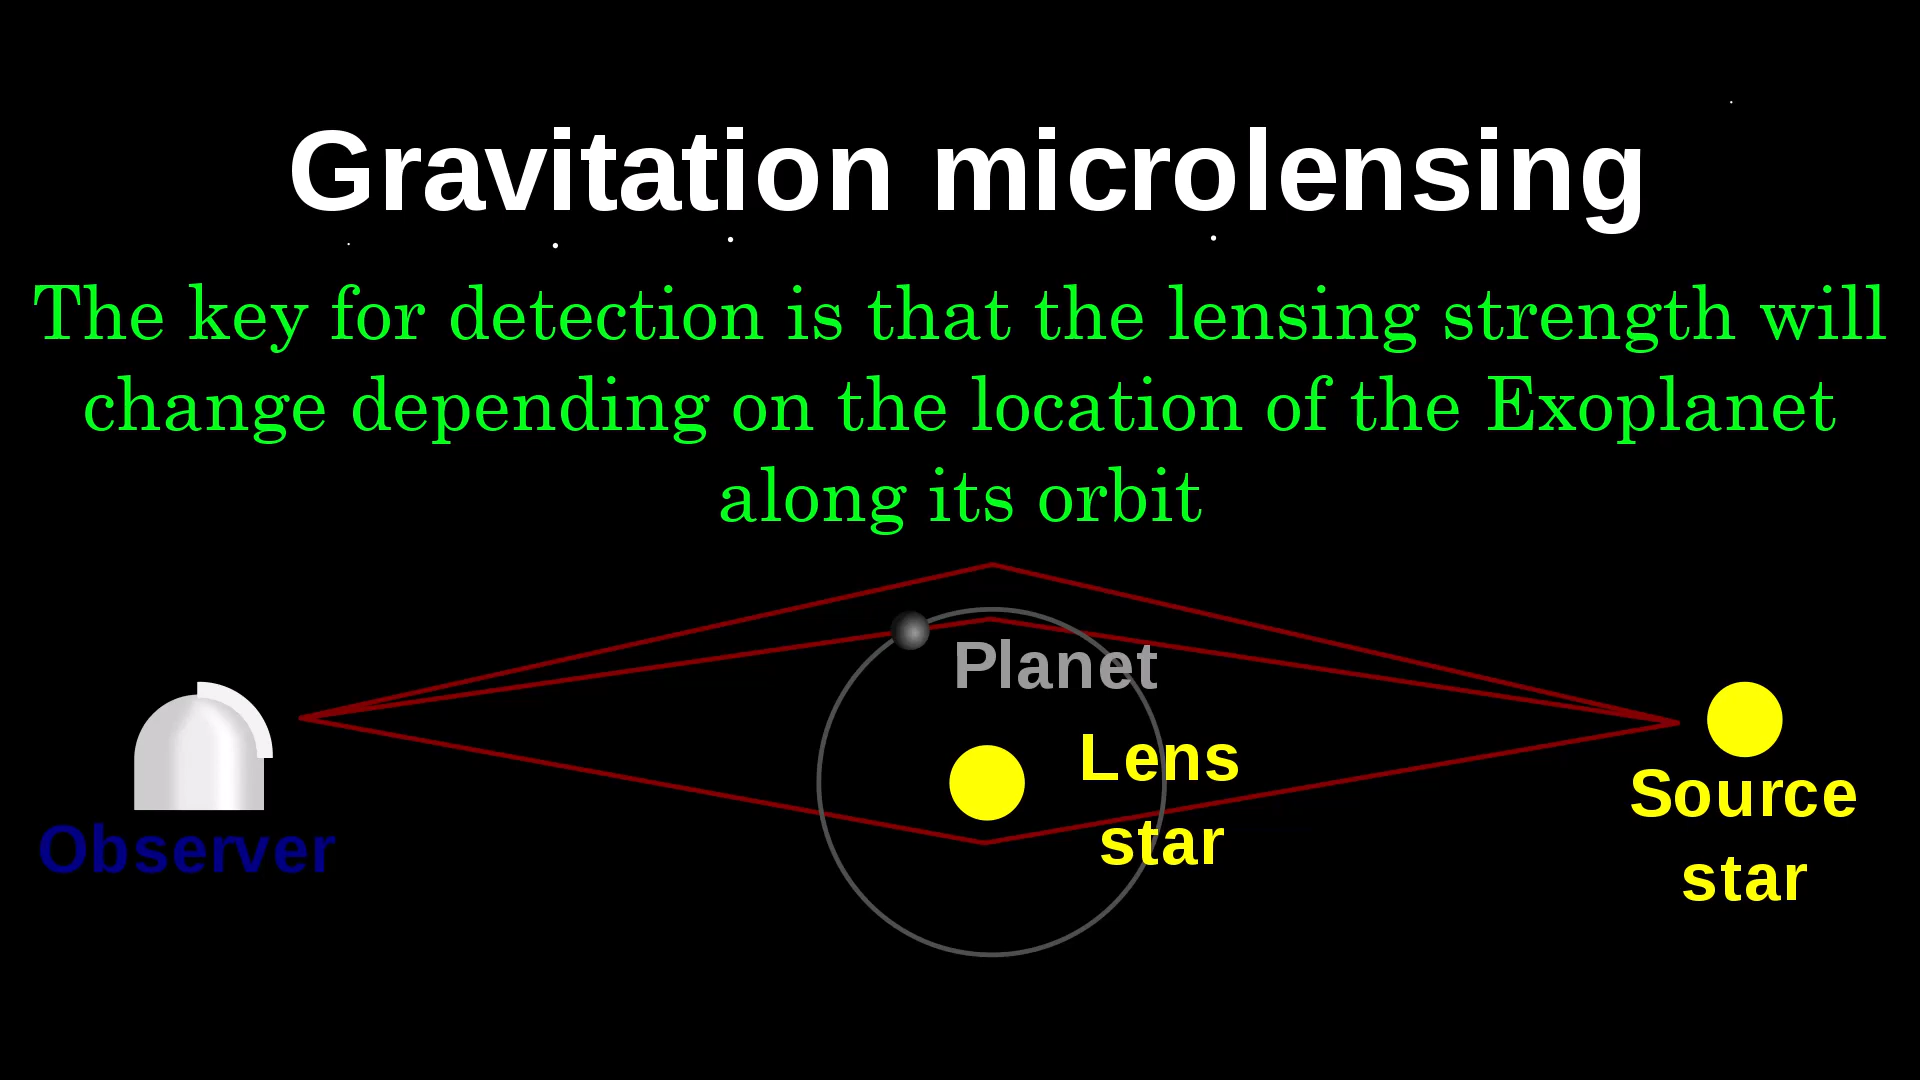 Gravitation microlensing
The key for detection is that the lensing strength will
change depending on the location of the Exoplanet
along its orbit
Planet
Lens
star
Source
star
Observer